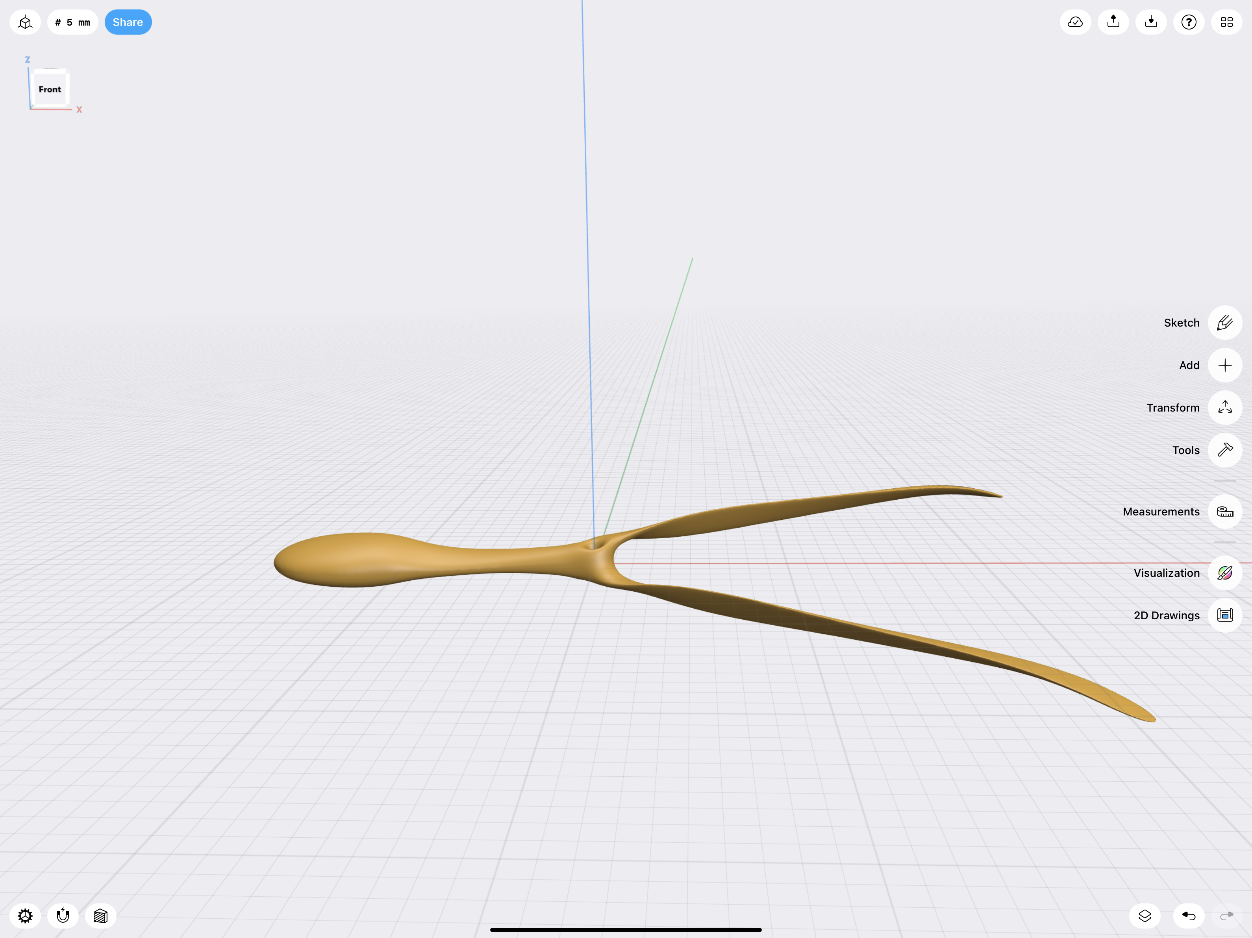 # 5 mm
Share
Z
Front
X
Sketch
Add
Transform
Tools
Measurements
Visualization
2D Drawings